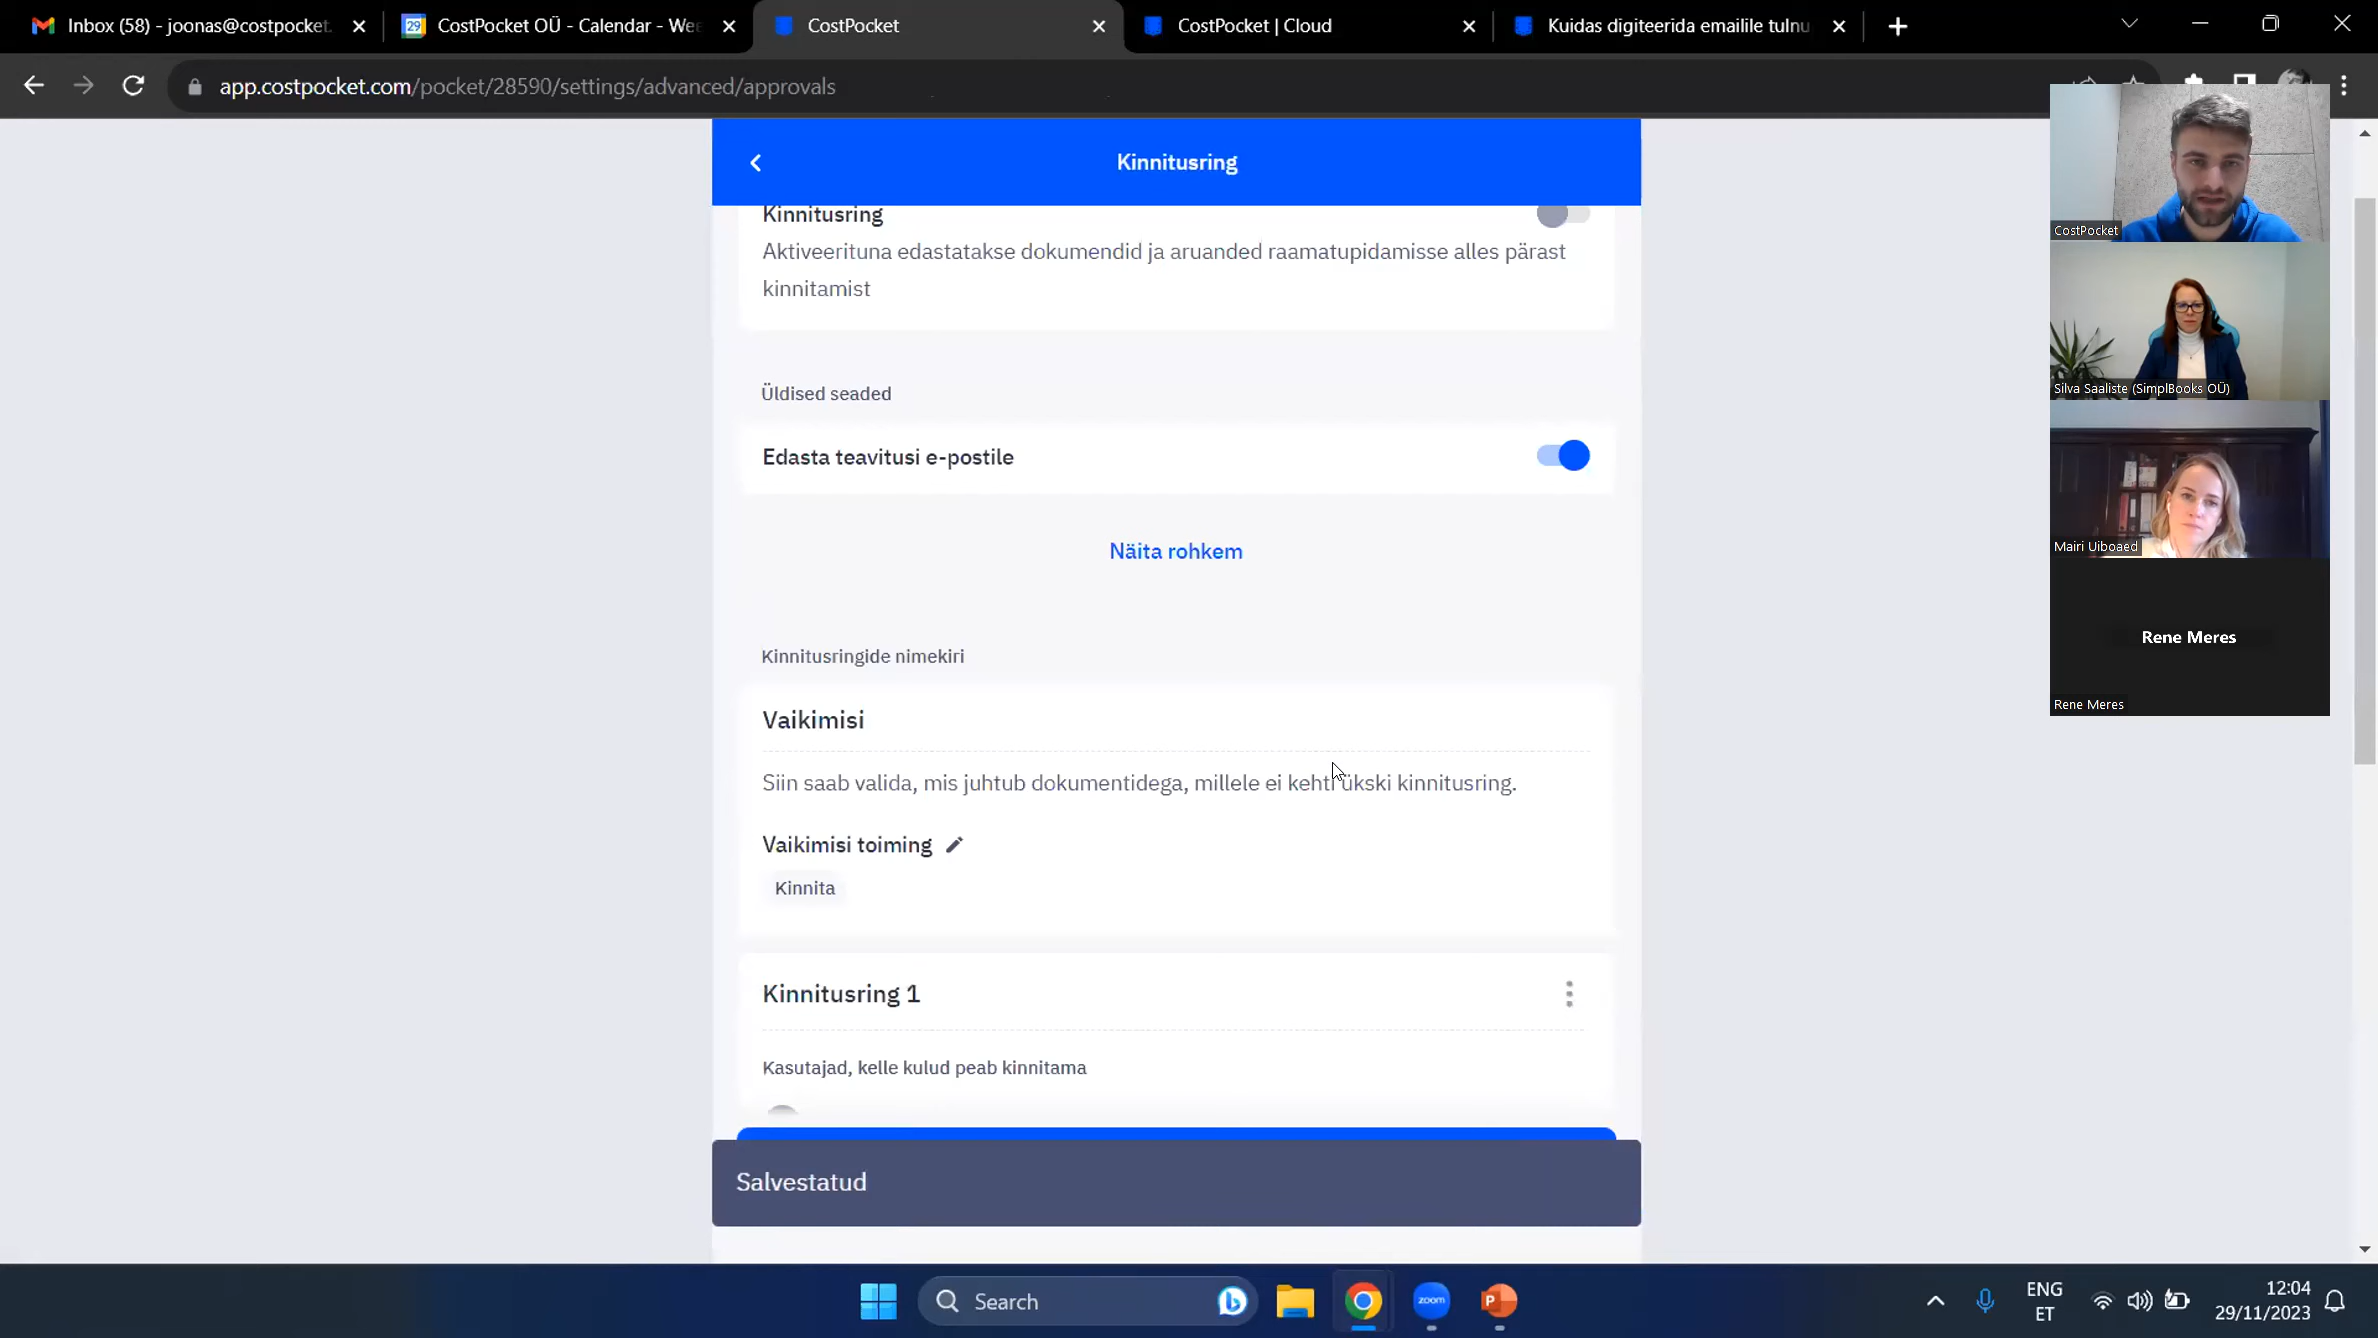 Inbox (58) - joonas@costpocket.
CostPocket OÜ - Calendar - We
CostPocket
CostPocket | Cloud
Kuidas digiteerida emailile tulnu
app.costpocket.com/pocket/28590/settings/advanced/approvals
Kinnitusring
Kinnitusring
Aktiveerituna edastatakse dokumendid ja aruanded raamatupidamisse alles pärast
kinnitamist
Üldised seaded
Edasta teavitusi e-postile
Näita rohkem
Kinnitusringide nimekiri
Vaikimisi
Siin saab valida, mis juhtub dokumentidega, millele ei kehti ükski kinnitusring.
Vaikimisi toiming
Kinnita
Kinnitusring 1
Kasutajad, kelle kulud peab kinnitama
Salvestatud
CostPocket
Silva Saaliste (SimplBooks OÜ)
Mairi Uiboaed
Rene Meres
Rene Meres
Search
zoom
P
ENG
ET
12:04
29/11/2023